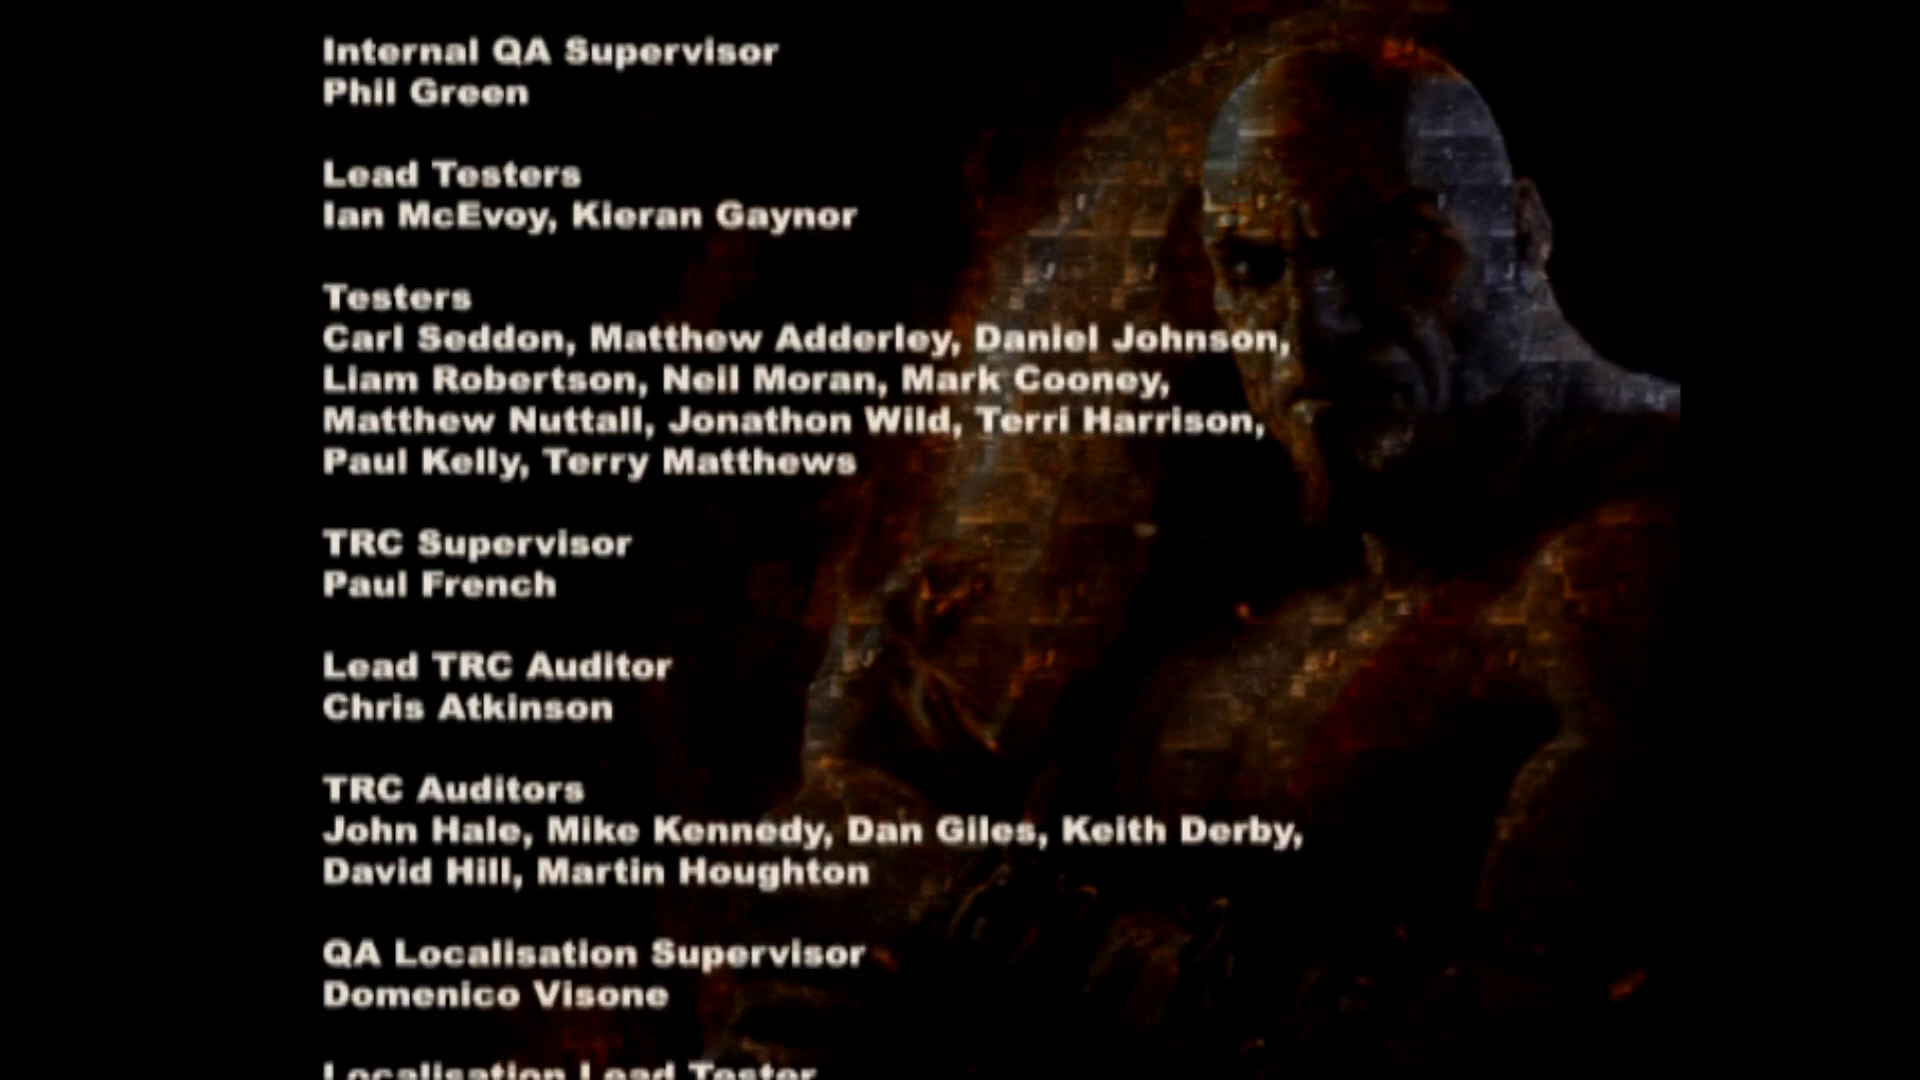 Internal QA Supervisor
Phil Green
Lead Testers
Ian McEvoy, Kieran Gaynor
Testers
Carl Seddon, Matthew Adderley, Daniel Johnson,
Liam Robertson, Neil Moran, Mark Cooney,
Matthew Nuttall, Jonathon Wild, Terri Harrison,
Paul Kelly, Terry Matthews
TRC Supervisor
Paul French
Lead TRC Auditor
Chris Atkinson
TRC Auditors
John Hale, Mike Kennedy, Dan Giles, Keith Derby,
David Hill, Martin Houghton
QA Localisation Supervisor
Domenico Visone
Localisation Lead Tester